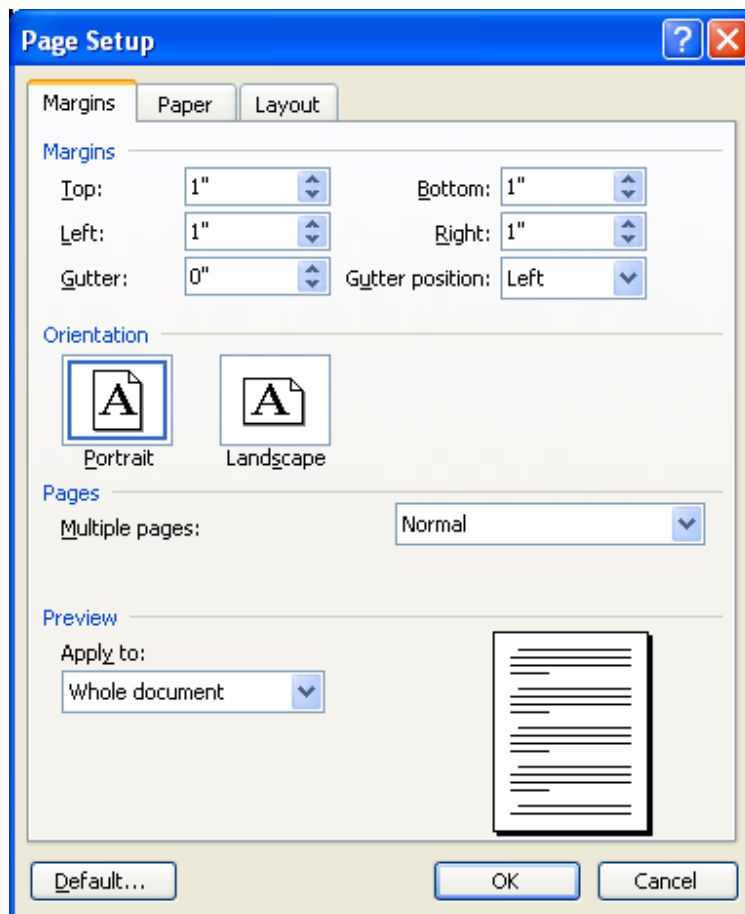 Page Setup
Margins Paper Layout
Margins
Top: 1" Bottom: 1"
Left: 1" Right: 1"
Gutter: 0" Gutter position: Left
Orientation
A A
Portrait Landscape
Pages
Multiple pages: Normal
Preview
Apply to:
Whole document
Default... OK Cancel